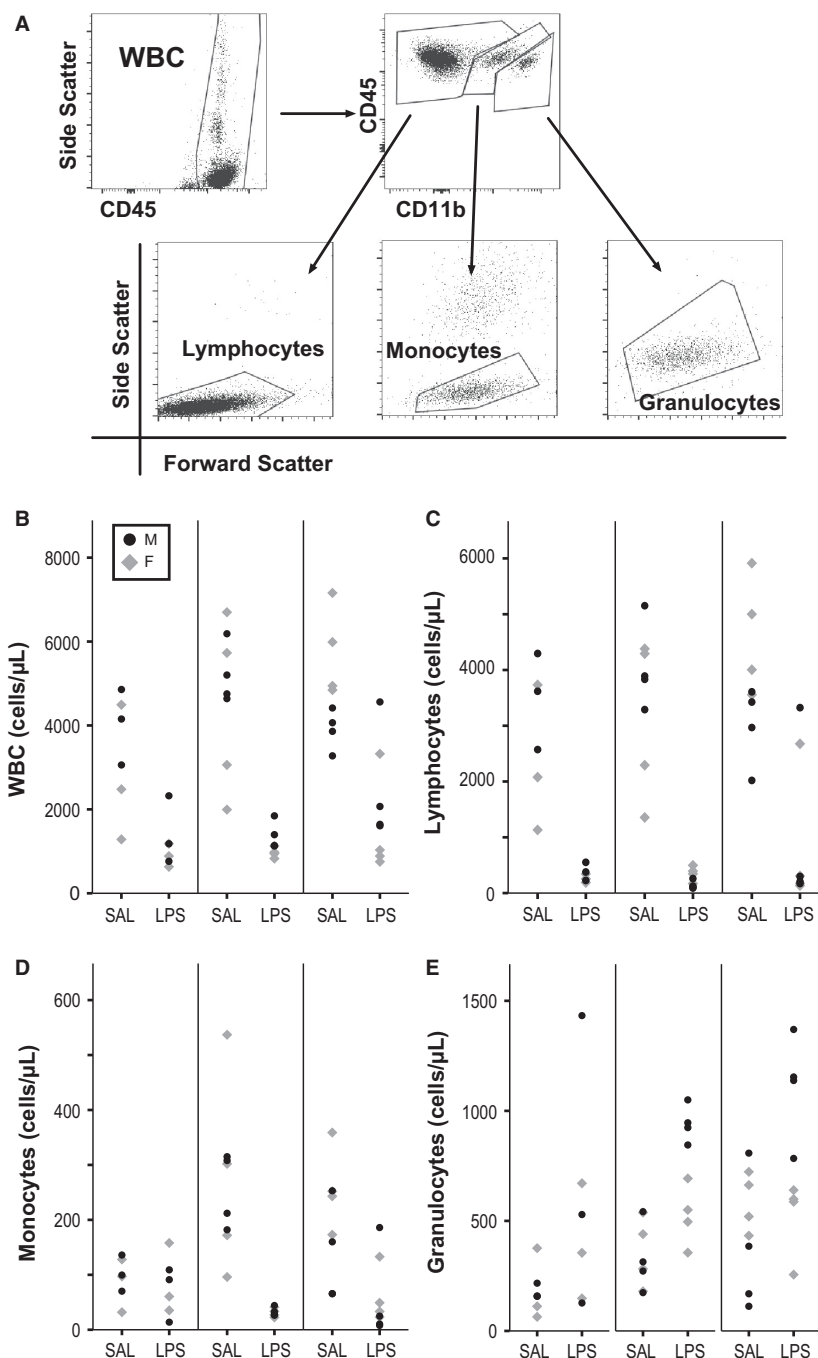 A
WBC
Side Scatter
CD45
CD45
CD11b
Side Scatter
Lymphocytes
Monocytes
Granulocytes
Forward Scatter
B
M
F
WBC (cells/µL)
8000
6000
4000
2000
0
SAL LPS SAL LPS SAL LPS
C
Lymphocytes (cells/µL)
6000
4000
2000
0
SAL LPS SAL LPS SAL LPS
D
Monocytes (cells/µL)
600
400
200
0
SAL LPS SAL LPS SAL LPS
E
Granulocytes (cells/µL)
1500
1000
500
0
SAL LPS SAL LPS SAL LPS